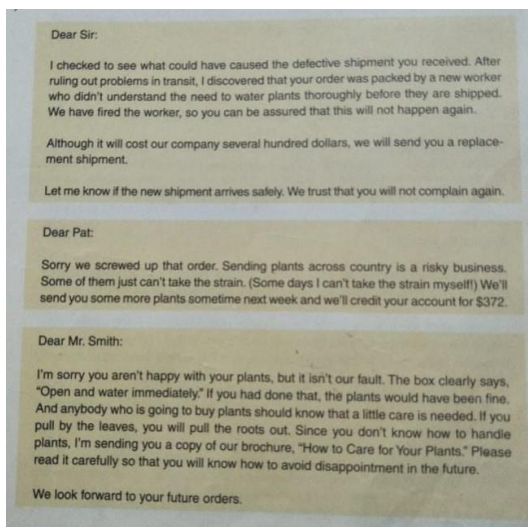 Dear Sir:
I checked to see what could have caused the defective shipment you received. After
ruling out problems in transit, I discovered that your order was packed by a new worker
who didn't understand the need to water plants thoroughly before they are shipped.
We have fired the worker, so you can be assured that this will not happen again.
Although it will cost our company several hundred dollars, we will send you a replace-
ment shipment.
Let me know if the new shipment arrives safely. We trust that you will not complain again.
Dear Pat:
Sorry we screwed up that order. Sending plants across country is a risky business.
Some of them just can't take the strain. (Some days I can't take the strain myself!) We'll
send you some more plants sometime next week and we'll credit your account for $372.
Dear Mr. Smith:
I'm sorry you aren't happy with your plants, but it isn't our fault. The box clearly says,
"Open and water immediately." If you had done that, the plants would have been fine.
And anybody who is going to buy plants should know that a little care is needed. If you
pull by the leaves, you will pull the roots out. Since you don't know how to handle
plants, I'm sending you a copy of our brochure, "How to Care for Your Plants." Please
read it carefully so that you will know how to avoid disappointment in the future.
We look forward to your future orders.